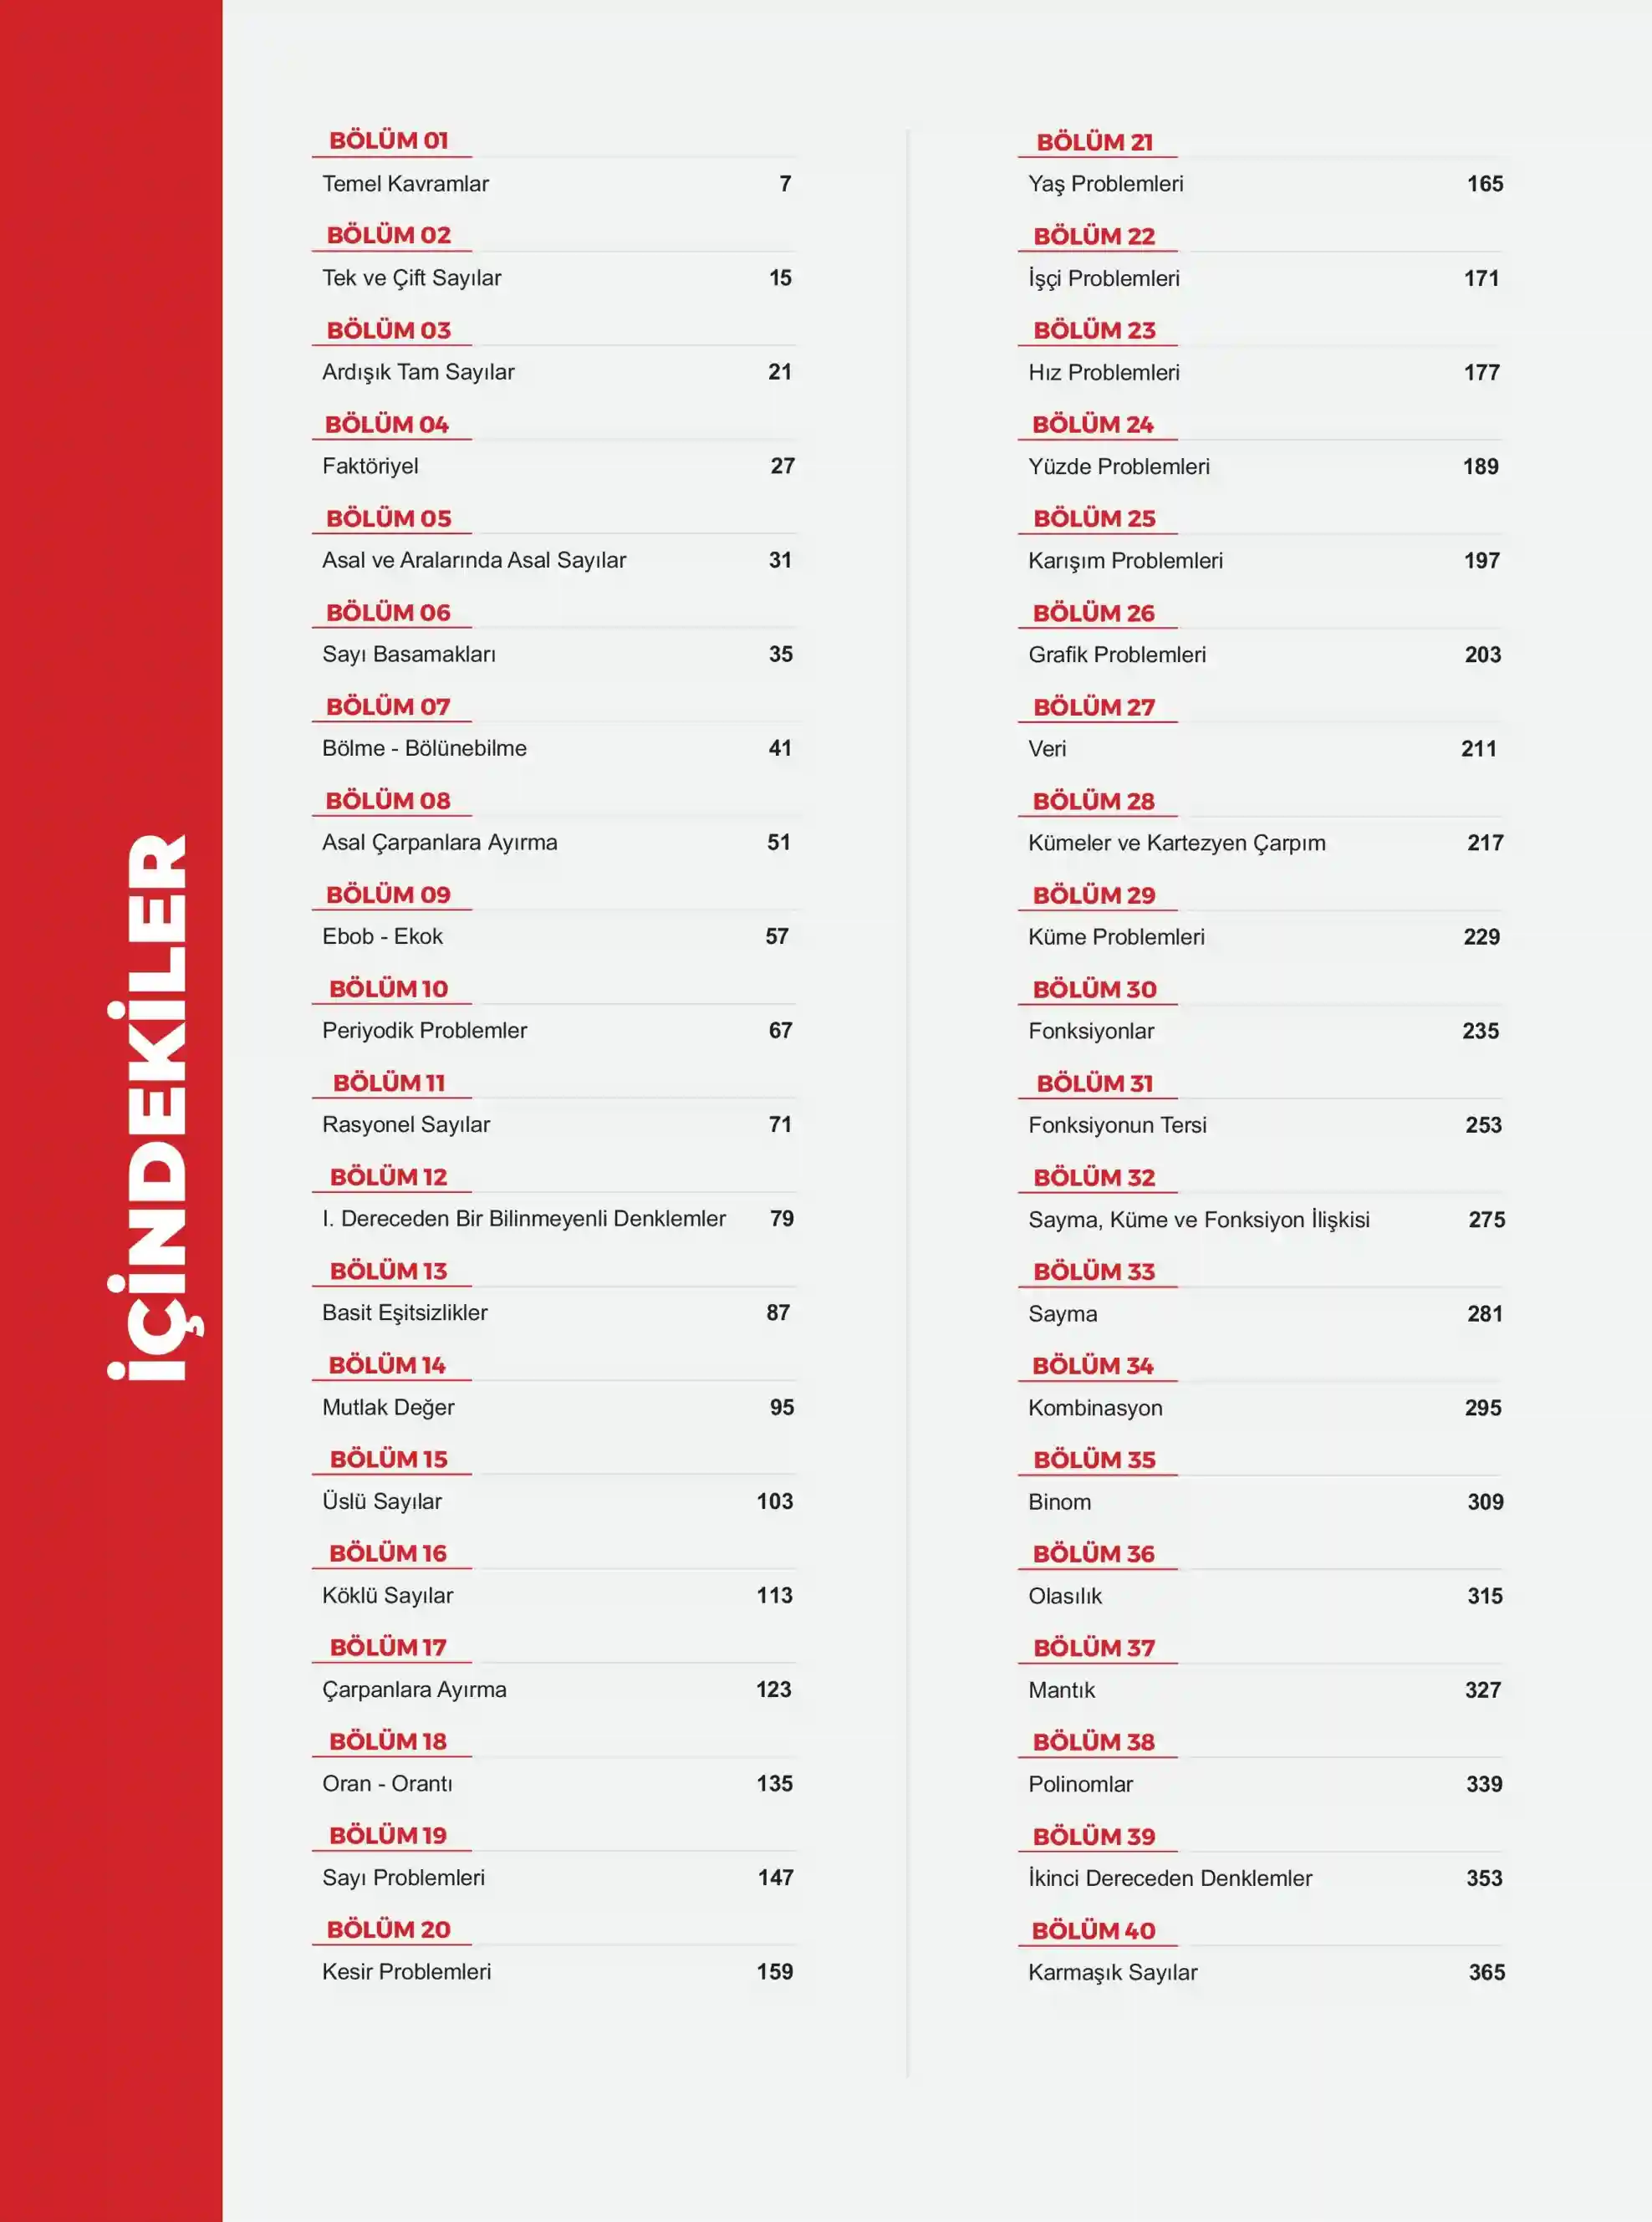 İÇİNDEKİLER
BÖLÜM 01
Temel Kavramlar 7
BÖLÜM 02
Tek ve Çift Sayılar 15
BÖLÜM 03
Ardışık Tam Sayılar 21
BÖLÜM 04
Faktöriyel 27
BÖLÜM 05
Asal ve Aralarında Asal Sayılar 31
BÖLÜM 06
Sayı Basamakları 35
BÖLÜM 07
Bölme - Bölünebilme 41
BÖLÜM 08
Asal Çarpanlara Ayırma 51
BÖLÜM 09
Ebob - Ekok 57
BÖLÜM 10
Periyodik Problemler 67
BÖLÜM 11
Rasyonel Sayılar 71
BÖLÜM 12
I. Dereceden Bir Bilinmeyenli Denklemler 79
BÖLÜM 13
Basit Eşitsizlikler 87
BÖLÜM 14
Mutlak Değer 95
BÖLÜM 15
Üslü Sayılar 103
BÖLÜM 16
Köklü Sayılar 113
BÖLÜM 17
Çarpanlara Ayırma 123
BÖLÜM 18
Oran - Orantı 135
BÖLÜM 19
Sayı Problemleri 147
BÖLÜM 20
Kesir Problemleri 159
BÖLÜM 21
Yaş Problemleri 165
BÖLÜM 22
İşçi Problemleri 171
BÖLÜM 23
Hız Problemleri 177
BÖLÜM 24
Yüzde Problemleri 189
BÖLÜM 25
Karışım Problemleri 197
BÖLÜM 26
Grafik Problemleri 203
BÖLÜM 27
Veri 211
BÖLÜM 28
Kümeler ve Kartezyen Çarpım 217
BÖLÜM 29
Küme Problemleri 229
BÖLÜM 30
Fonksiyonlar 235
BÖLÜM 31
Fonksiyonun Tersi 253
BÖLÜM 32
Sayma, Küme ve Fonksiyon İlişkisi 275
BÖLÜM 33
Sayma 281
BÖLÜM 34
Kombinasyon 295
BÖLÜM 35
Binom 309
BÖLÜM 36
Olasılık 315
BÖLÜM 37
Mantık 327
BÖLÜM 38
Polinomlar 339
BÖLÜM 39
İkinci Dereceden Denklemler 353
BÖLÜM 40
Karmaşık Sayılar 365